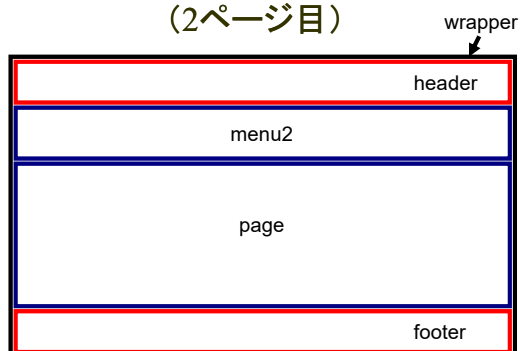 （2ページ目）
wrapper
header
menu2
page
footer